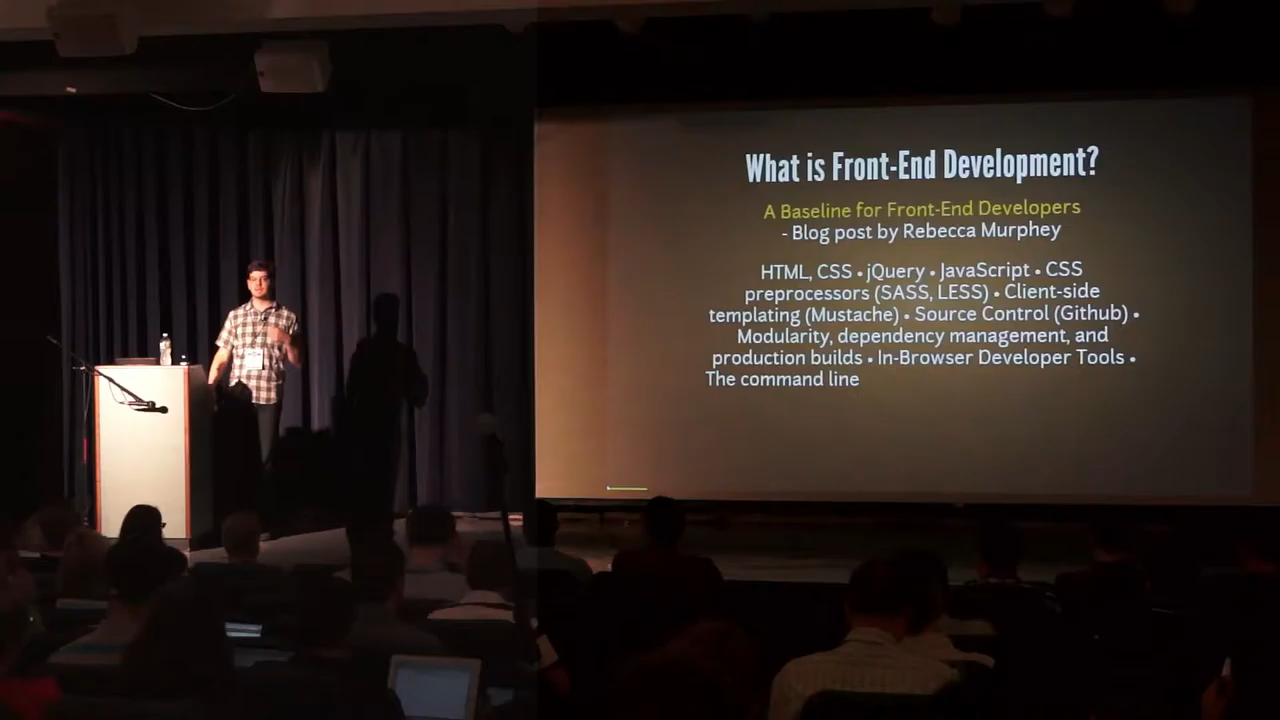 What is Front-End Development?
A Baseline for Front-End Developers
- Blog post by Rebecca Murphey
HTML, CSS • jQuery • JavaScript • CSS
preprocessors (SASS, LESS) • Client-side
templating (Mustache) • Source Control (Github) •
Modularity, dependency management, and
production builds • In-Browser Developer Tools •
The command line